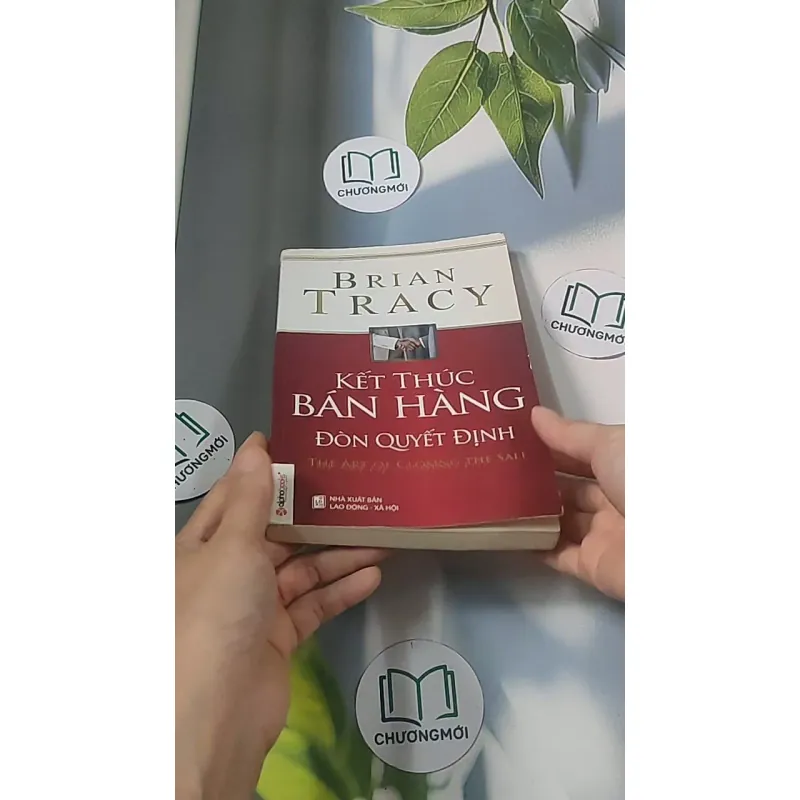 CHƯƠNGMỚI
BRIAN
TRACY
CHƯƠNGMỚI
KẾT THÚC
BÁN HÀNG
ĐÒN QUYẾT ĐỊNH
THE ART OF CLOSING THE SALE
CHƯƠNGMỚI
alphabooks
NHÀ XUẤT BẢN
LAO ĐỘNG - XÃ HỘI
CHƯƠNGMỚI